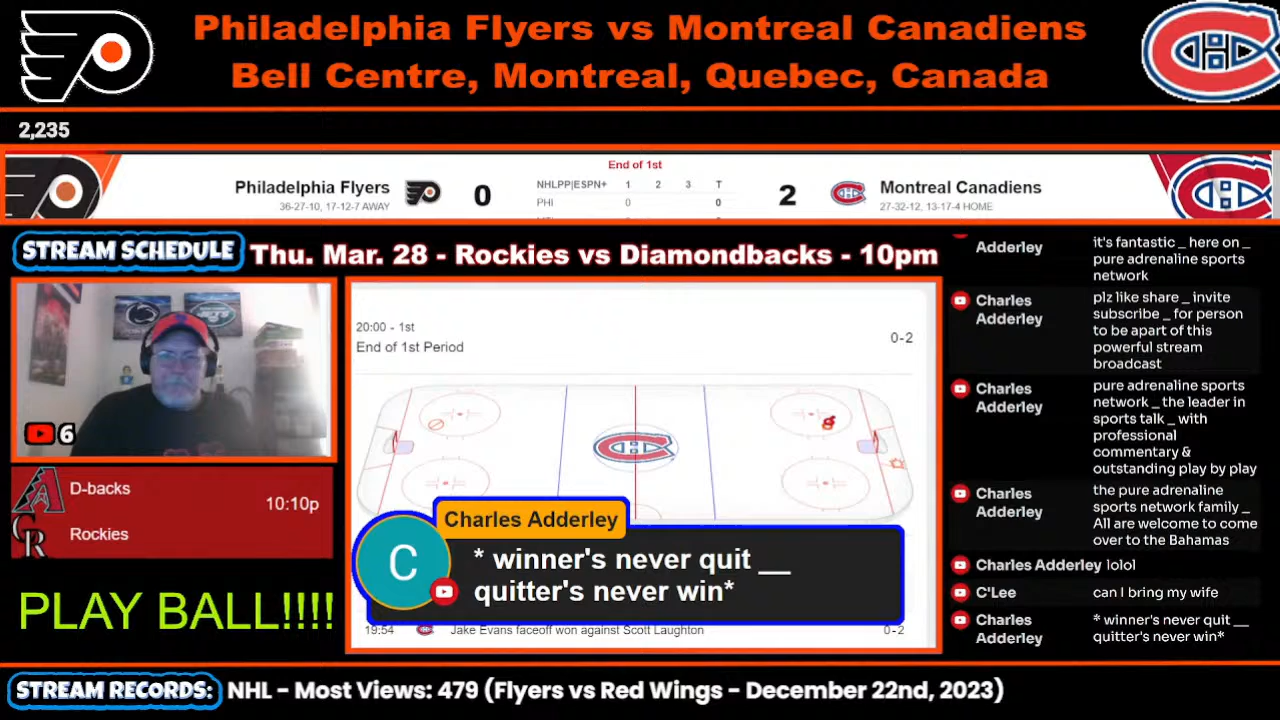 Philadelphia Flyers vs Montreal Canadiens
Bell Centre, Montreal, Quebec, Canada
2,235
End of 1st
Philadelphia Flyers
36-27-10, 17-12-7 AWAY
0
NHLPP|ESPN+ 1 2 3 T
PHI 0 0
2
Montreal Canadiens
27-32-12, 13-17-4 HOME
STREAM SCHEDULE
Thu. Mar. 28 - Rockies vs Diamondbacks - 10pm
JETS
6
D-backs
Rockies
10:10p
PLAY BALL!!!!
20:00 - 1st
End of 1st Period
0-2
Charles Adderley
C
* winner's never quit __
quitter's never win*
19:54 Jake Evans faceoff won against Scott Laughton 0-2
Adderley
it's fantastic _ here on _
pure adrenaline sports
network
Charles
Adderley
plz like share _ invite
subscribe _ for person
to be apart of this
powerful stream
broadcast
Charles
Adderley
pure adrenaline sports
network _ the leader in
sports talk _ with
professional
commentary &
outstanding play by play
Charles
Adderley
the pure adrenaline
sports network family _
All are welcome to come
over to the Bahamas
Charles Adderley lolol
C'Lee can I bring my wife
Charles
Adderley
* winner's never quit __
quitter's never win*
STREAM RECORDS:
NHL - Most Views: 479 (Flyers vs Red Wings - December 22nd, 2023)